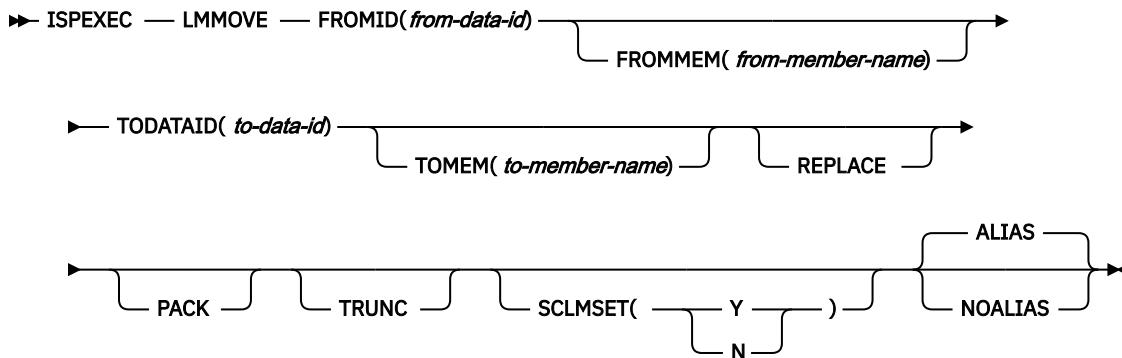 ISPEXEC LMMOVE FROMID(from-data-id)
FROMMEM( from-member-name)
TODATAID( to-data-id)
TOMEM( to-member-name) REPLACE
ALIAS
PACK TRUNC SCLMSET( Y ) NOALIAS
N